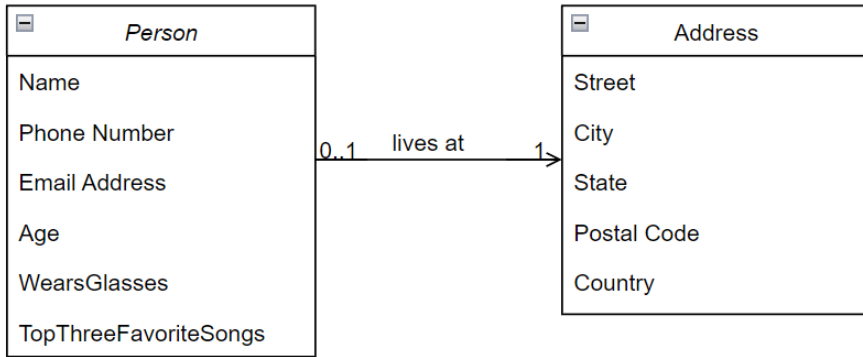 Person
Name
Phone Number
Email Address
Age
WearsGlasses
TopThreeFavoriteSongs
0..1
lives at
1
Address
Street
City
State
Postal Code
Country